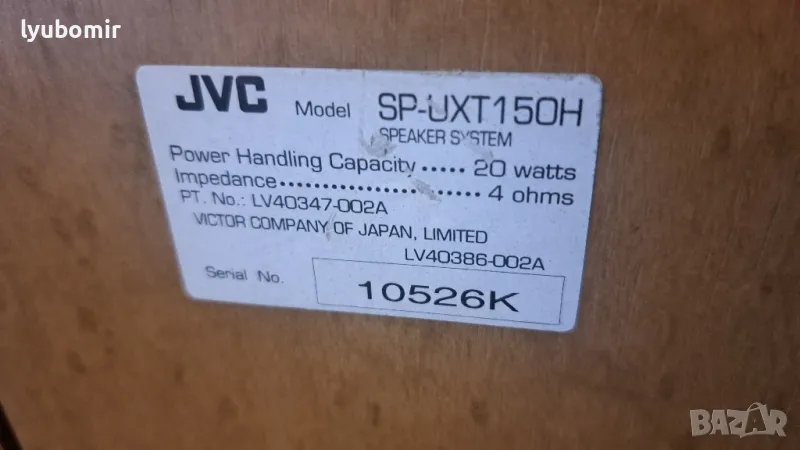 lyubomir
JVC Model SP-UXT150H
SPEAKER SYSTEM
Power Handling Capacity ..... 20 watts
Impedance........................ 4 ohms
PT. No.: LV40347-002A
VICTOR COMPANY OF JAPAN, LIMITED
LV40386-002A
Serial No. 10526K
BAZAR